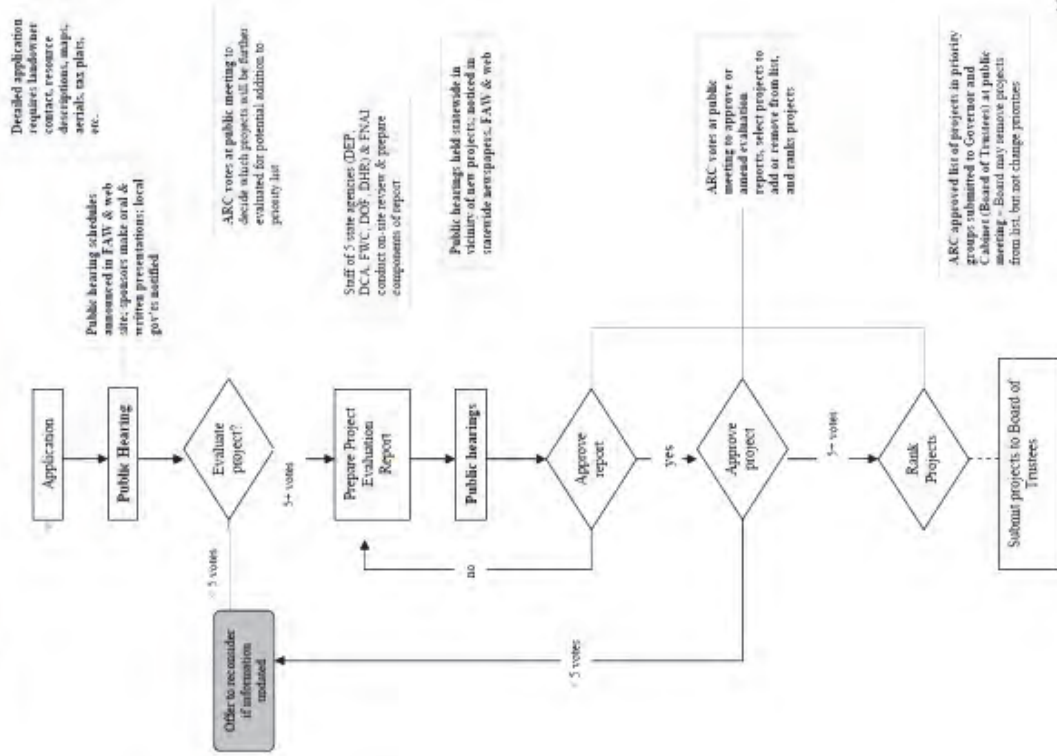 Detailed application
requires landowner
contact, resource
descriptions, maps,
aerials, tax plats,
etc.
Application
Public hearing schedules
announced in FAW & web
site; sponsors make oral &
written presentations; local
gov'ts notified
Public Hearing
ARC votes at public meeting to
decide which projects will be further
evaluated for potential addition to
priority list
Evaluate
project?
< 5 votes
Offer to reconsider
if information
updated
5+ votes
Staff of 5 state agencies (DEP,
DCA, FWC, DOF, DHR) & FNAI
conduct on-site review & prepare
components of report
Prepare Project
Evaluation
Report
Public hearings held statewide in
vicinity of new projects; noticed in
statewide newspapers, FAW & web
Public hearings
Approve
report
no
yes
ARC votes at public
meeting to approve or
amend evaluation
reports, select projects to
add or remove from list,
and ranks projects
Approve
project
< 5 votes
5+ votes
Rank
Projects
ARC approved list of projects in priority
groups submitted to Governor and
Cabinet (Board of Trustees) at public
meeting – Board may remove projects
from list, but not change priorities
Submit projects to Board of
Trustees